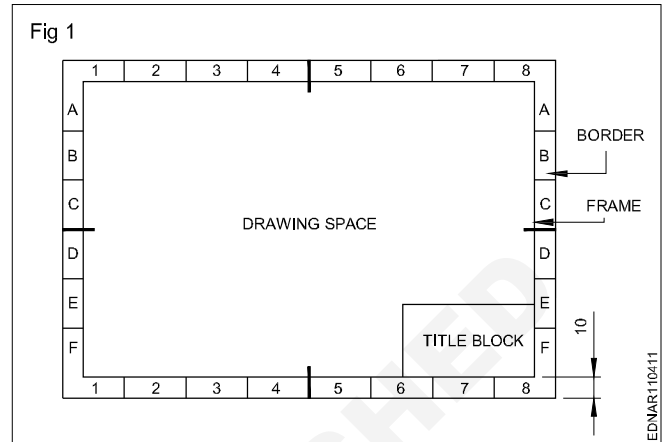 Fig 1
1 2 3 4 5 6 7 8
A A
B B
BORDER
C C
FRAME
DRAWING SPACE
D D
E E
10
TITLE BLOCK
F F
1 2 3 4 5 6 7 8
EDNAR110411
SHED